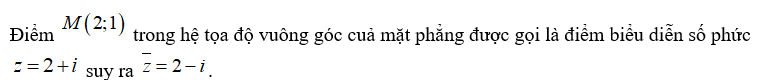 Điểm M(2;1) trong hệ tọa độ vuông góc cuả mặt phẳng được gọi là điểm biểu diễn số phức
z = 2 + i suy ra z̅ = 2 − i.